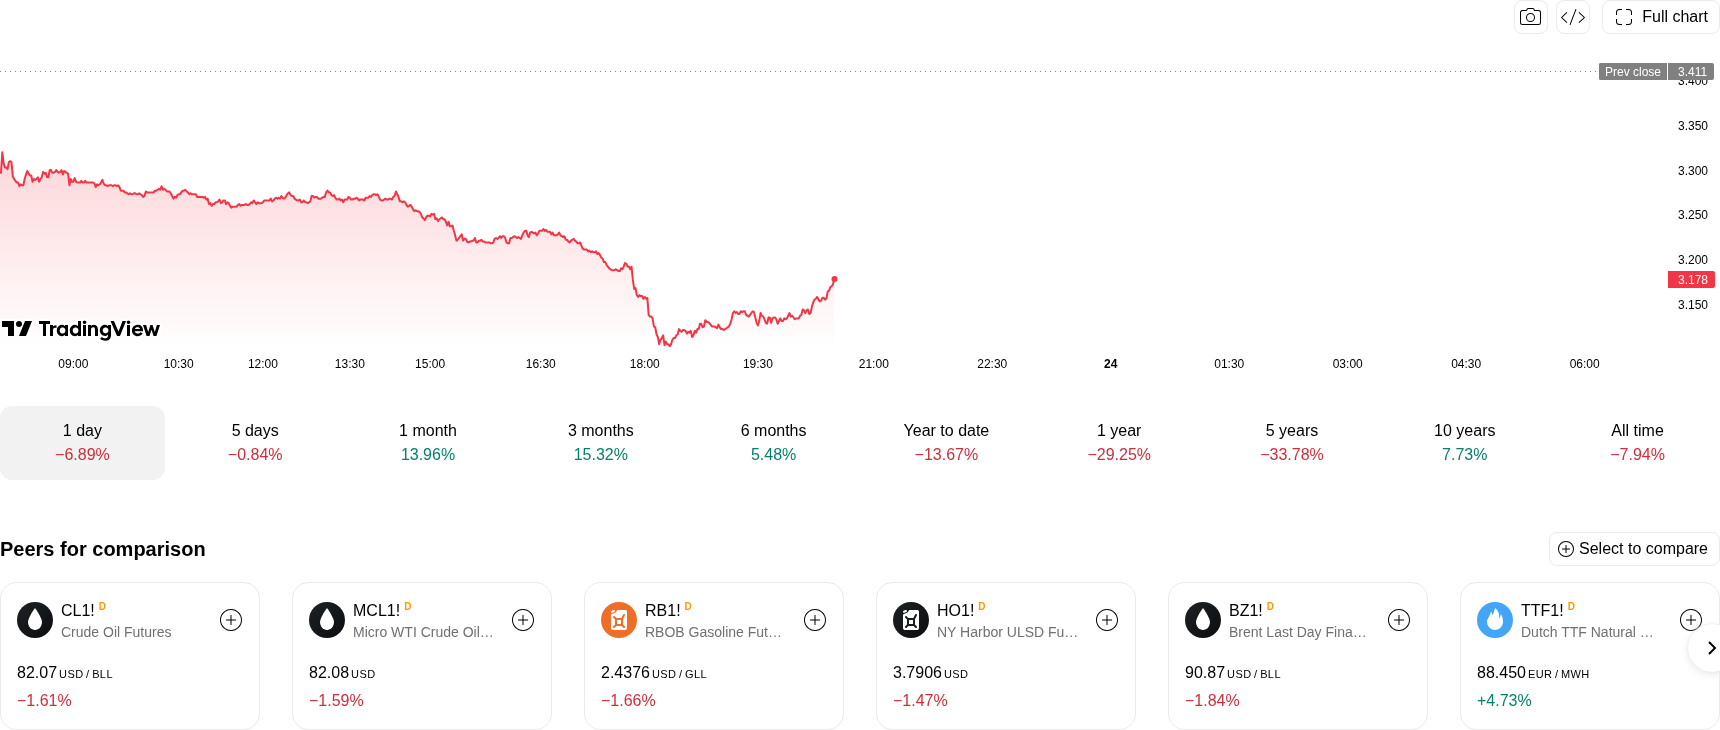 Full chart
Prev close 3.411
3.400
3.350
3.300
3.250
3.200
3.178
3.150
TradingView
09:00 10:30 12:00 13:30 15:00 16:30 18:00 19:30 21:00 22:30 24 01:30 03:00 04:30 06:00
1 day 5 days 1 month 3 months 6 months Year to date 1 year 5 years 10 years All time
−6.89% −0.84% 13.96% 15.32% 5.48% −13.67% −29.25% −33.78% 7.73% −7.94%
Peers for comparison
Select to compare
CL1! D
Crude Oil Futures
82.07 USD / BLL
−1.61%
MCL1! D
Micro WTI Crude Oil…
82.08 USD
−1.59%
RB1! D
RBOB Gasoline Fut…
2.4376 USD / GLL
−1.66%
HO1! D
NY Harbor ULSD Fu…
3.7906 USD
−1.47%
BZ1! D
Brent Last Day Fina…
90.87 USD / BLL
−1.84%
TTF1! D
Dutch TTF Natural …
88.450 EUR / MWH
+4.73%